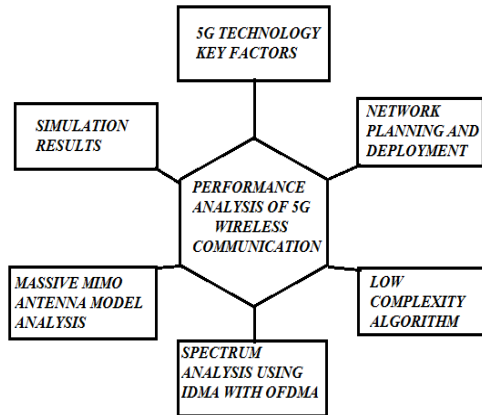 5G TECHNOLOGY
KEY FACTORS
SIMULATION
RESULTS
NETWORK
PLANNING AND
DEPLOYMENT
PERFORMANCE
ANALYSIS OF 5G
WIRELESS
COMMUNICATION
MASSIVE MIMO
ANTENNA MODEL
ANALYSIS
LOW
COMPLEXITY
ALGORITHM
SPECTRUM
ANALYSIS USING
IDMA WITH OFDMA